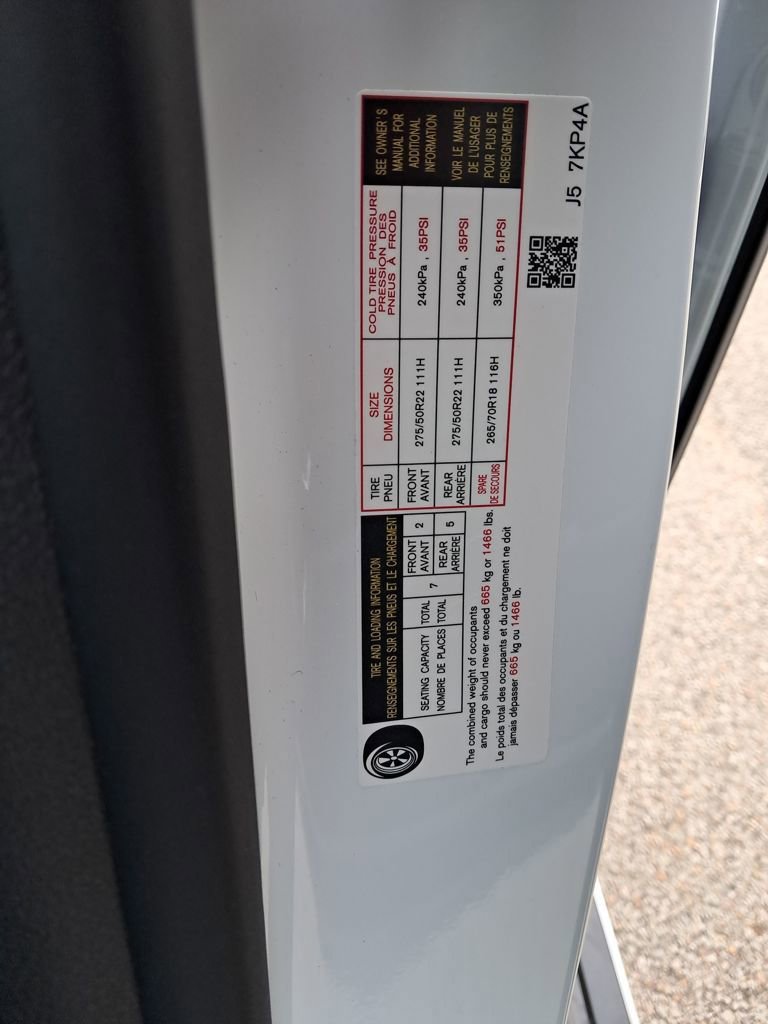 TIRE AND LOADING INFORMATION
RENSEIGNEMENTS SUR LES PNEUS ET LE CHARGEMENT
SEATING CAPACITY TOTAL 7 FRONT AVANT 2
NOMBRE DE PLACES TOTAL REAR ARRIÈRE 5
The combined weight of occupants
and cargo should never exceed 665 kg or 1466 lbs.
Le poids total des occupants et du chargement ne doit
jamais dépasser 665 kg ou 1466 lb.
TIRE PNEU
SIZE DIMENSIONS
COLD TIRE PRESSURE
PRESSION DES
PNEUS À FROID
FRONT AVANT 275/50R22 111H 240kPa , 35PSI
REAR ARRIÈRE 275/50R22 111H 240kPa , 35PSI
SPARE DE SECOURS 265/70R18 116H 350kPa , 51PSI
SEE OWNER'S
MANUAL FOR
ADDITIONAL
INFORMATION
VOIR LE MANUEL
DE L'USAGER
POUR PLUS DE
RENSEIGNEMENTS
J5 7KP4A